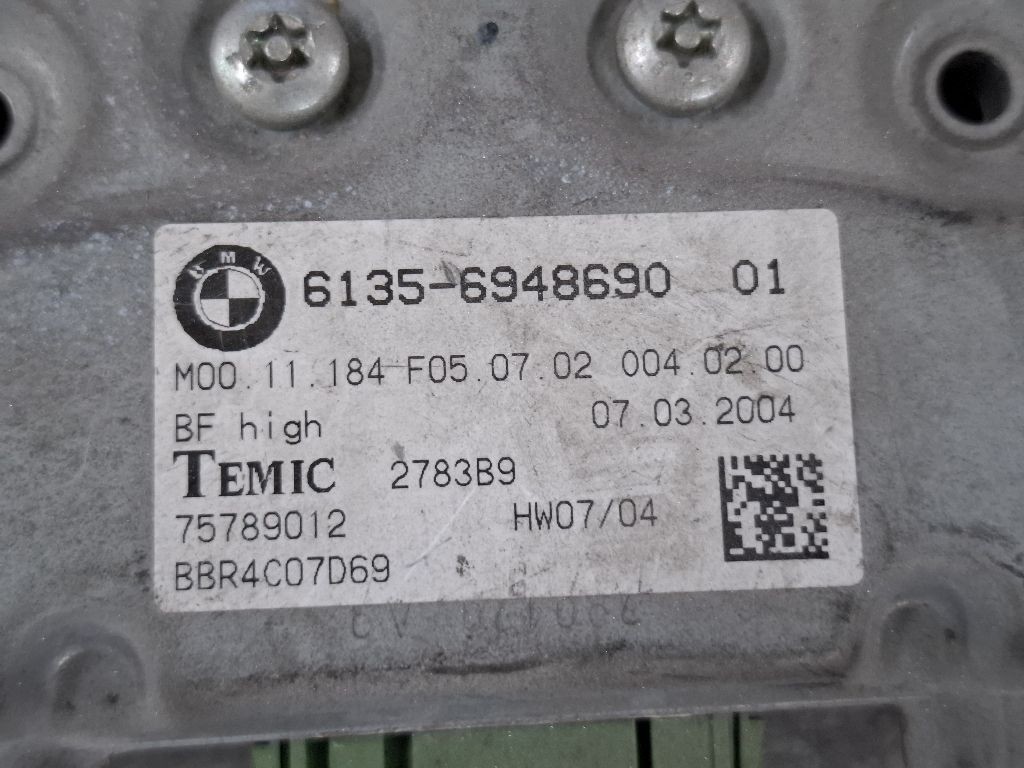 BMW
6135-6948690 01
M00.11.184-F05.07.02 004.02.00
BF high 07.03.2004
TEMIC 2783B9
75789012 HW07/04
BBR4C07D69